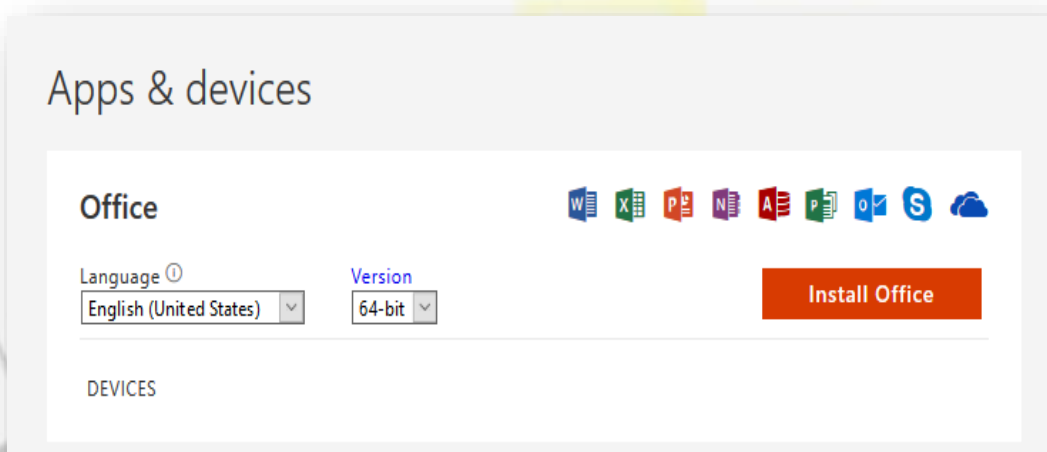 Apps & devices
Office
Language
Version
English (United States)
64-bit
Install Office
DEVICES